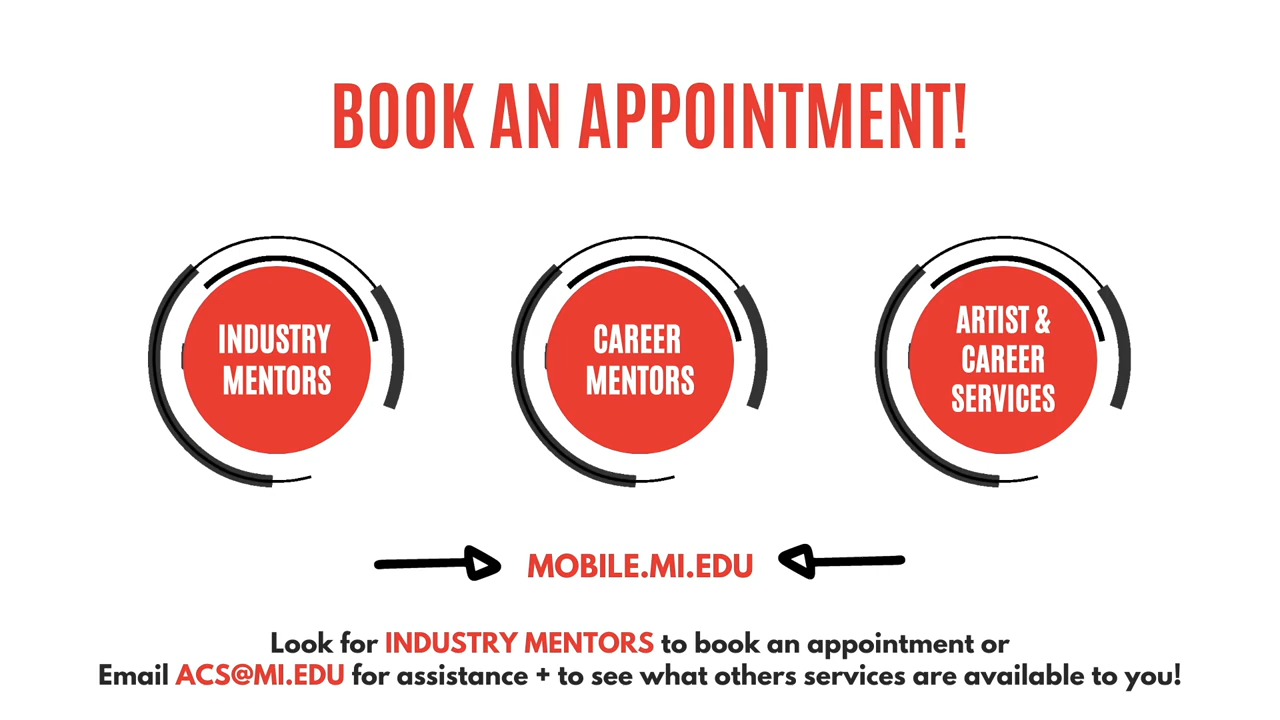 BOOK AN APPOINTMENT!
INDUSTRY
MENTORS
CAREER
MENTORS
ARTIST &
CAREER
SERVICES
MOBILE.MI.EDU
Look for INDUSTRY MENTORS to book an appointment or
Email ACS@MI.EDU for assistance + to see what others services are available to you!